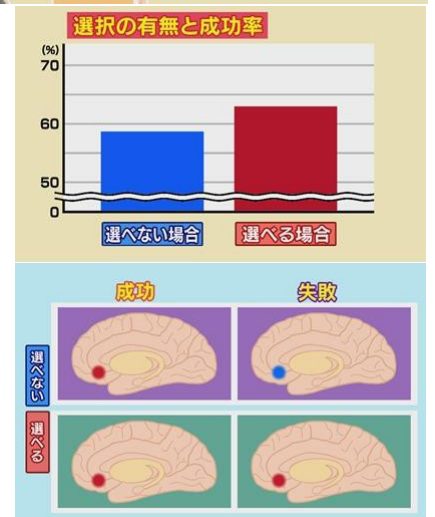 選択の有無と成功率
(%)
70
60
50
0
選べない場合
選べる場合
成功
失敗
選べない
選べる